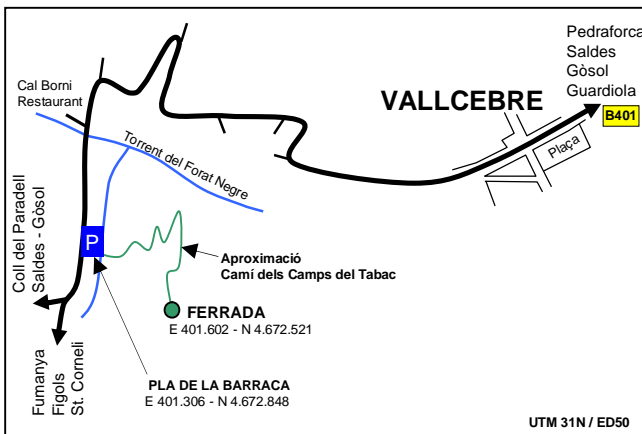 Pedraforca
Saldes
Gòsol
Guardiola
B401
VALLCEBRE
Plaça
Cal Borni
Restaurant
Torrent del Forat Negre
P
Coll del Paradell
Saldes - Gòsol
Aproximació
Camí dels Camps del Tabac
FERRADA
E 401.602 - N 4.672.521
PLA DE LA BARRACA
E 401.306 - N 4.672.848
Fumanya
Figols
St. Corneli
UTM 31N / ED50